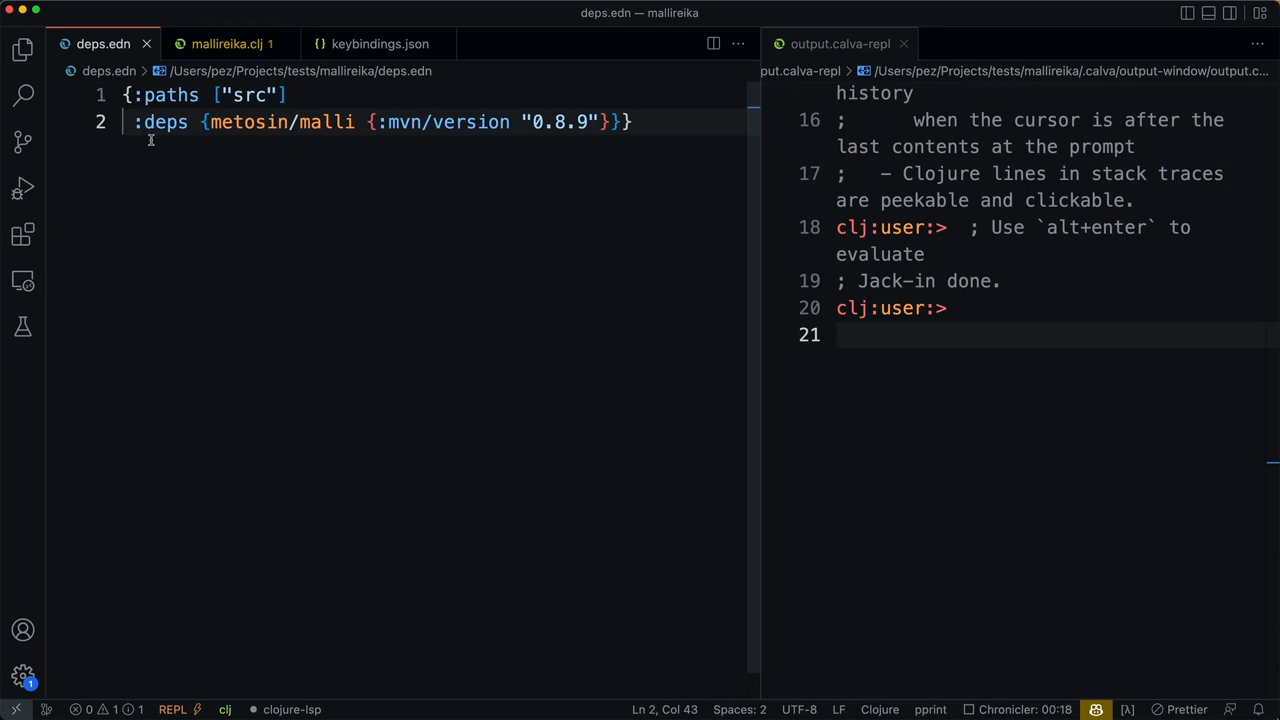 deps.edn — mallireika
deps.edn
mallireika.clj 1
keybindings.json
output.calva-repl
deps.edn > /Users/pez/Projects/tests/mallireika/deps.edn
put.calva-repl > /Users/pez/Projects/tests/mallireika/.calva/output-window/output.c...
1 {:paths ["src"]
2 :deps {metosin/malli {:mvn/version "0.8.9"}}}
history
16 ;      when the cursor is after the
last contents at the prompt
17 ;   - Clojure lines in stack traces
are peekable and clickable.
18 clj:user:>  ; Use `alt+enter` to
evaluate
19 ; Jack-in done.
20 clj:user:>
21
1
0 1 1 REPL clj clojure-lsp Ln 2, Col 43 Spaces: 2 UTF-8 LF Clojure pprint Chronicler: 00:18 [λ] Prettier